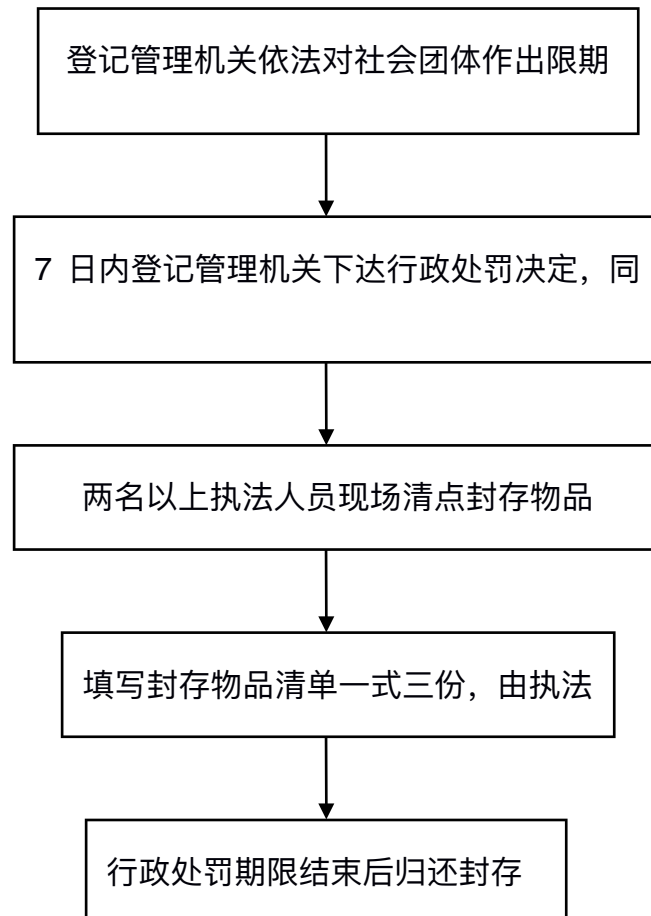 登记管理机关依法对社会团体作出限期
7 日内登记管理机关下达行政处罚决定，同
两名以上执法人员现场清点封存物品
填写封存物品清单一式三份，由执法
行政处罚期限结束后归还封存